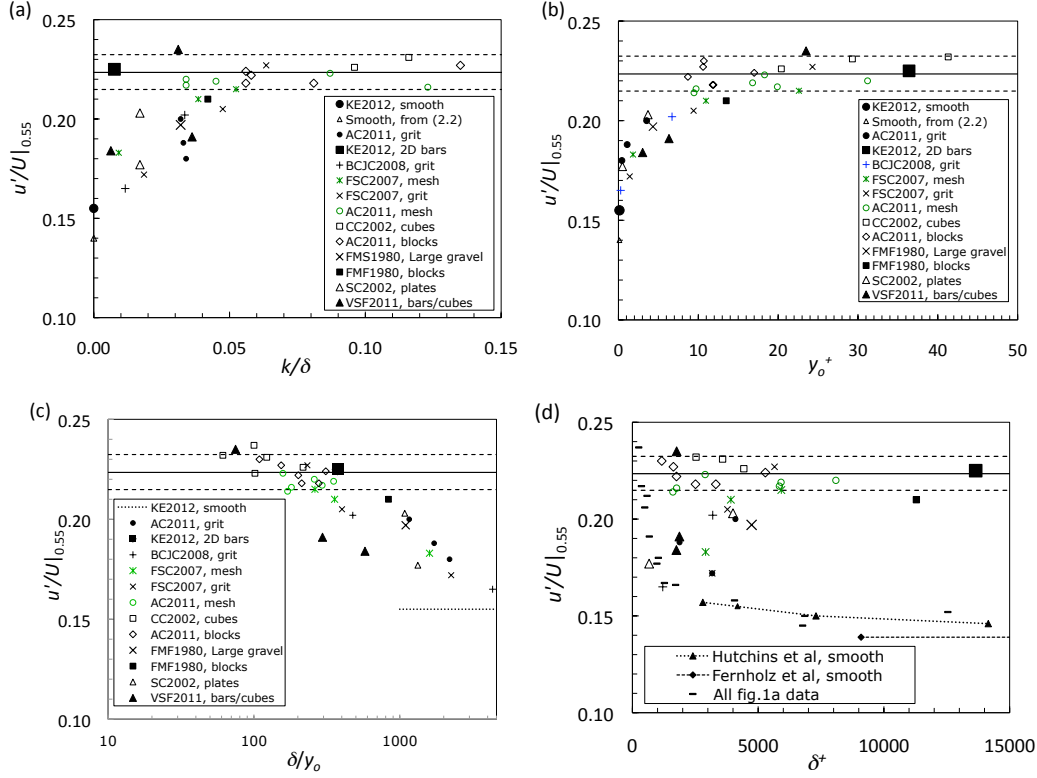 (a)
0.25
0.20
0.15
0.10
u'/U|0.55
0.00
0.05
0.10
0.15
k/δ
KE2012, smooth
Smooth, from (2.2)
AC2011, grit
KE2012, 2D bars
BCJC2008, grit
FSC2007, mesh
FSC2007, grit
AC2011, mesh
CC2002, cubes
AC2011, blocks
FMS1980, Large gravel
FMF1980, blocks
SC2002, plates
VSF2011, bars/cubes
(b)
0.25
0.20
0.15
0.10
u'/U|0.55
0
10
20
30
40
50
yo+
KE2012, smooth
Smooth, from (2.2)
AC2011, grit
KE2012, 2D bars
BCJC2008, grit
FSC2007, mesh
FSC2007, grit
AC2011, mesh
CC2002, cubes
AC2011, blocks
FMF1980, Large gravel
FMF1980, blocks
SC2002, plates
VSF2011, bars/cubes
(c)
0.25
0.20
0.15
0.10
u'/U|0.55
10
100
1000
δ/yo
KE2012, smooth
AC2011, grit
KE2012, 2D bars
BCJC2008, grit
FSC2007, mesh
FSC2007, grit
AC2011, mesh
CC2002, cubes
AC2011, blocks
FMF1980, Large gravel
FMF1980, blocks
SC2002, plates
VSF2011, bars/cubes
(d)
0.25
0.20
0.15
0.10
u'/U|0.55
0
5000
10000
15000
δ+
Hutchins et al, smooth
Fernholz et al, smooth
All fig.1a data